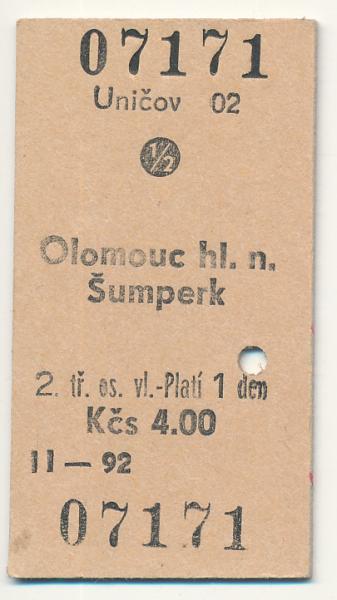 07171
Uničov 02
1/2
Olomouc hl. n.
Šumperk
2. tř. os. vl.-Platí 1 den
Kčs 4.00
11 — 92
07171